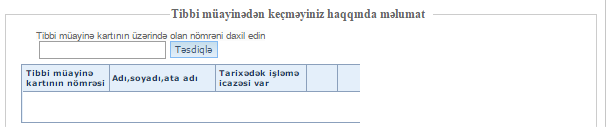 Tibbi müayinədən keçməyiniz haqqında məlumat
Tibbi müayinə kartının üzərində olan nömrəni daxil edin
Təsdiqlə
Tibbi müayinə kartının nömrəsi
Adı,soyadı,ata adı
Tarixədək işləmə icazəsi var